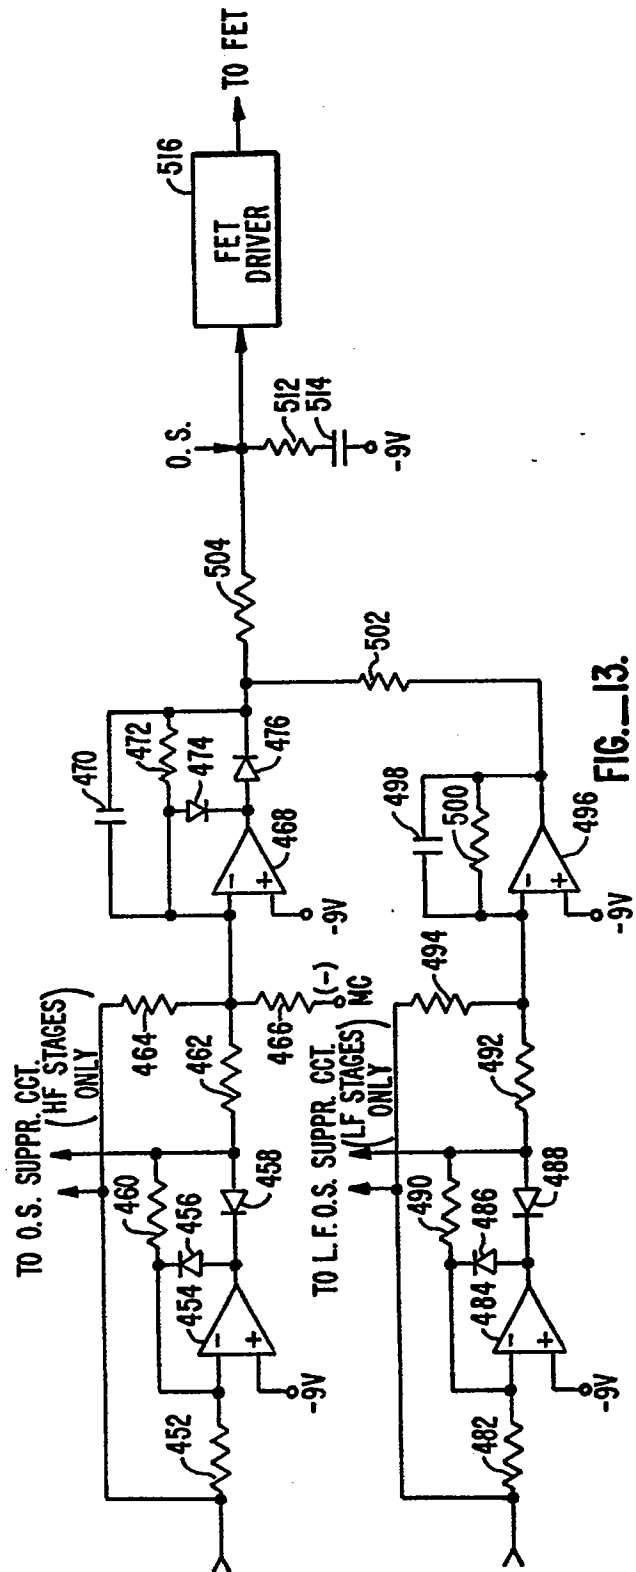 TO O.S. SUPPR. CCT.
(HF STAGES
ONLY)
452
454
456
460
458
-9V
464
462
466
(-)
MC
470
472
474
476
468
-9V
504
O.S.
512
514
-9V
516
FET
DRIVER
TO FET
TO L.F.O.S. SUPPR. CCT.
(LF STAGES
ONLY)
482
484
486
490
488
-9V
494
492
498
500
496
-9V
502
FIG._13.